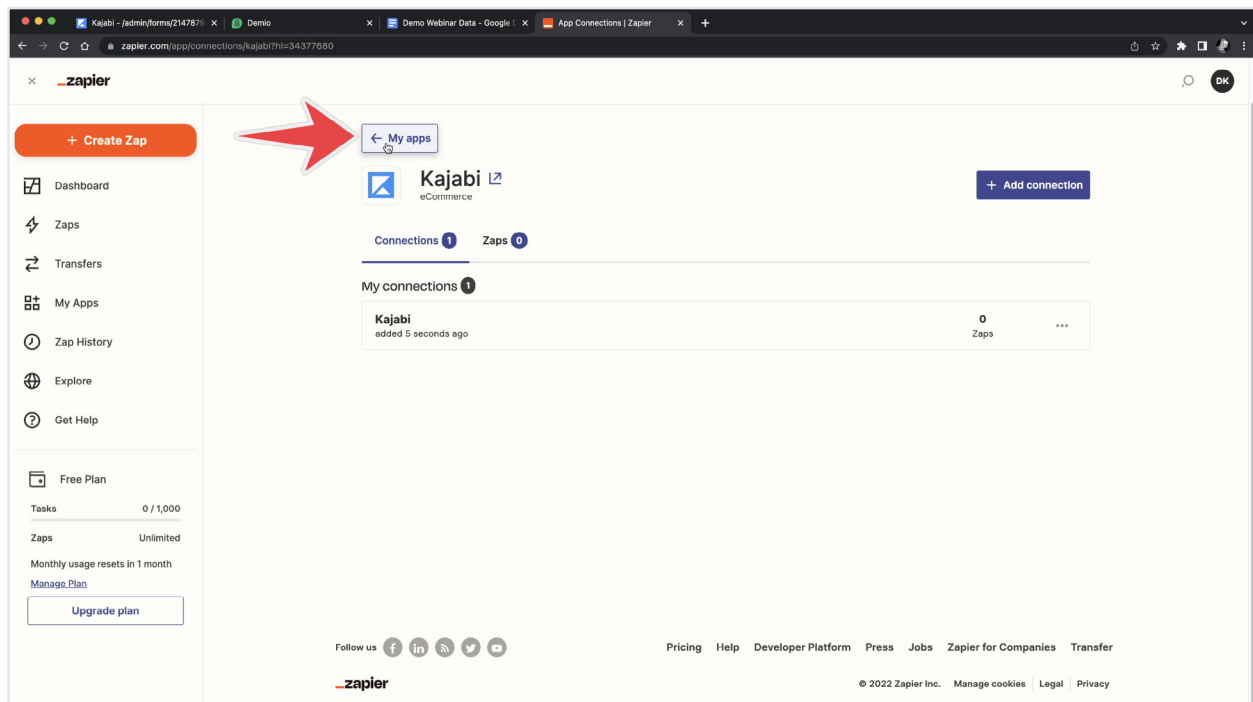 Kajabi - /admin/forms/2147879
Demio
Demo Webinar Data - Google D
App Connections | Zapier
zapier.com/app/connections/kajabi?hl=34377680
_zapier
DK
+ Create Zap
Dashboard
Zaps
Transfers
My Apps
Zap History
Explore
Get Help
Free Plan
Tasks 0 / 1,000
Zaps Unlimited
Monthly usage resets in 1 month
Manage Plan
Upgrade plan
← My apps
Kajabi
eCommerce
+ Add connection
Connections 1 Zaps 0
My connections 1
Kajabi
added 5 seconds ago
0
Zaps
Follow us
Pricing Help Developer Platform Press Jobs Zapier for Companies Transfer
_zapier
© 2022 Zapier Inc. Manage cookies Legal Privacy